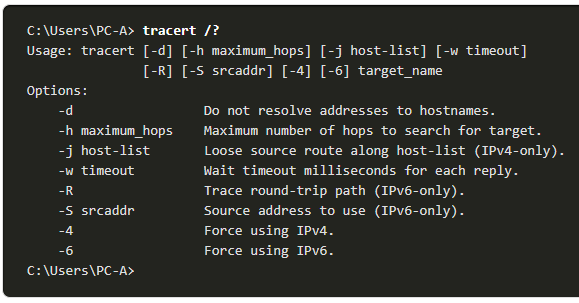 C:\Users\PC-A> tracert /?
Usage: tracert [-d] [-h maximum_hops] [-j host-list] [-w timeout]
               [-R] [-S srcaddr] [-4] [-6] target_name
Options:
    -d                 Do not resolve addresses to hostnames.
    -h maximum_hops    Maximum number of hops to search for target.
    -j host-list       Loose source route along host-list (IPv4-only).
    -w timeout         Wait timeout milliseconds for each reply.
    -R                 Trace round-trip path (IPv6-only).
    -S srcaddr         Source address to use (IPv6-only).
    -4                 Force using IPv4.
    -6                 Force using IPv6.
C:\Users\PC-A>